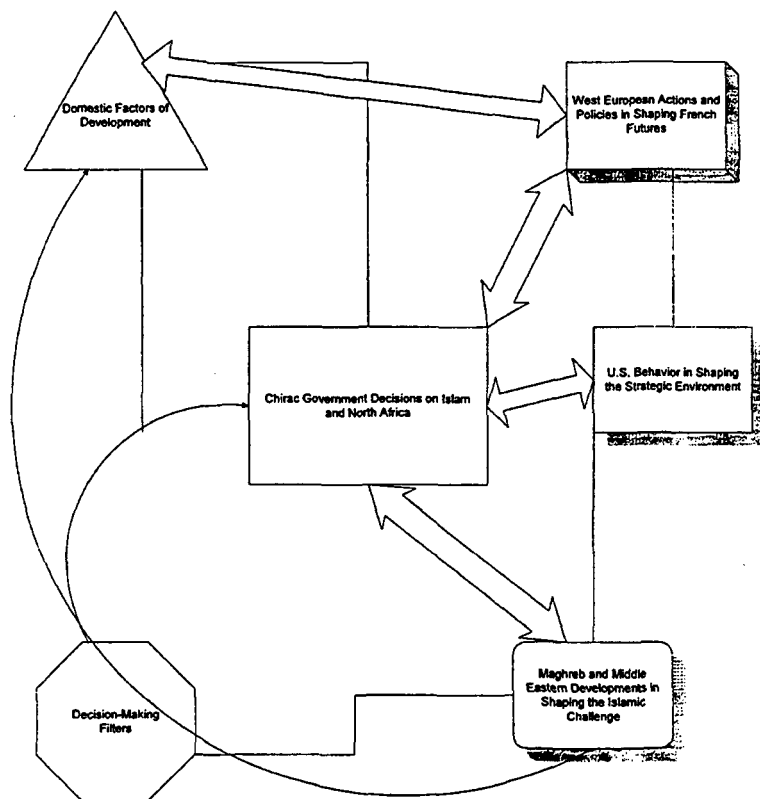 Domestic Factors of
Development
West European Actions and
Policies in Shaping French
Futures
Chirac Government Decisions on Islam
and North Africa
U.S. Behavior in Shaping
the Strategic Environment
Decision-Making
Filters
Maghreb and Middle
Eastern Developments in
Shaping the Islamic
Challenge